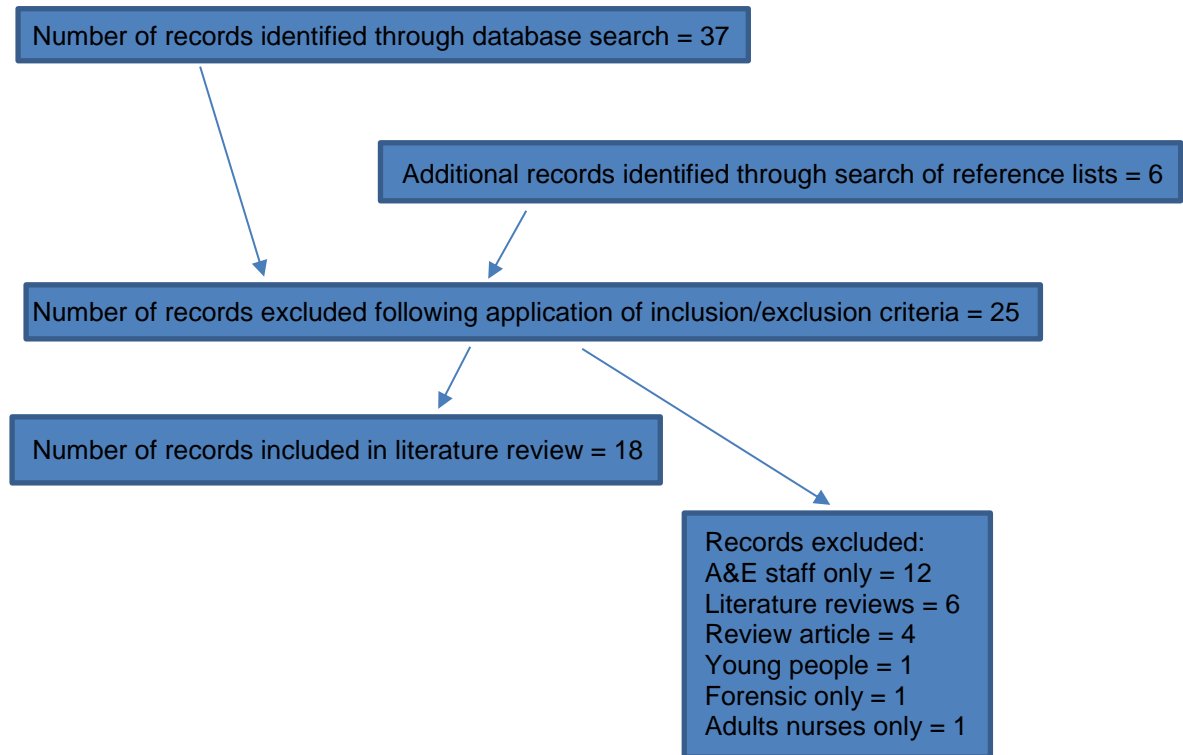 Number of records identified through database search = 37
Additional records identified through search of reference lists = 6
Number of records excluded following application of inclusion/exclusion criteria = 25
Number of records included in literature review = 18
Records excluded:
A&E staff only = 12
Literature reviews = 6
Review article = 4
Young people = 1
Forensic only = 1
Adults nurses only = 1